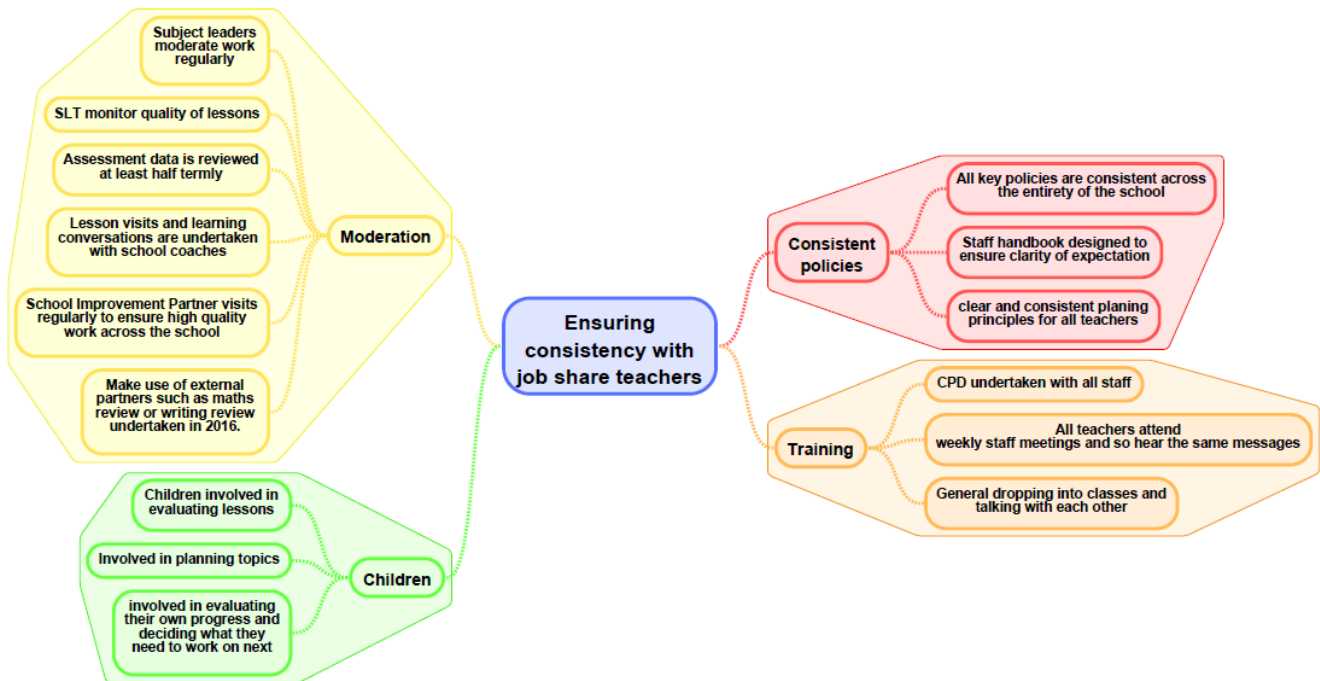 Ensuring
consistency with
job share teachers
Moderation
Subject leaders
moderate work
regularly
SLT monitor quality of lessons
Assessment data is reviewed
at least half termly
Lesson visits and learning
conversations are undertaken
with school coaches
School Improvement Partner visits
regularly to ensure high quality
work across the school
Make use of external
partners such as maths
review or writing review
undertaken in 2016.
Children
Children involved in
evaluating lessons
Involved in planning topics
involved in evaluating
their own progress and
deciding what they
need to work on next
Consistent
policies
All key policies are consistent across
the entirety of the school
Staff handbook designed to
ensure clarity of expectation
clear and consistent planing
principles for all teachers
Training
CPD undertaken with all staff
All teachers attend
weekly staff meetings and so hear the same messages
General dropping into classes and
talking with each other